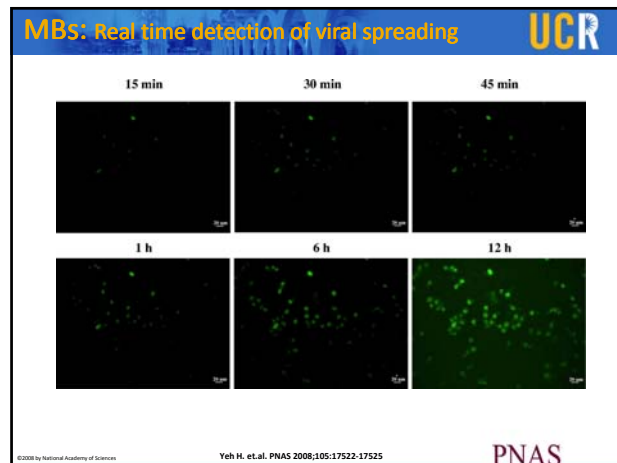 MBs: Real time detection of viral spreading
UCR
15 min
30 min
45 min
1 h
6 h
12 h
©2008 by National Academy of Sciences
Yeh H. et.al. PNAS 2008;105:17522-17525
PNAS